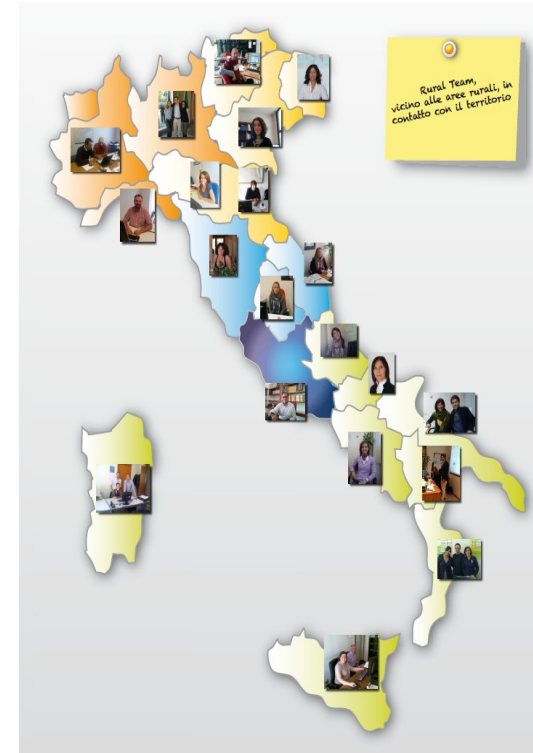 Rural Team,
vicino alle aree rurali, in
contatto con il territorio